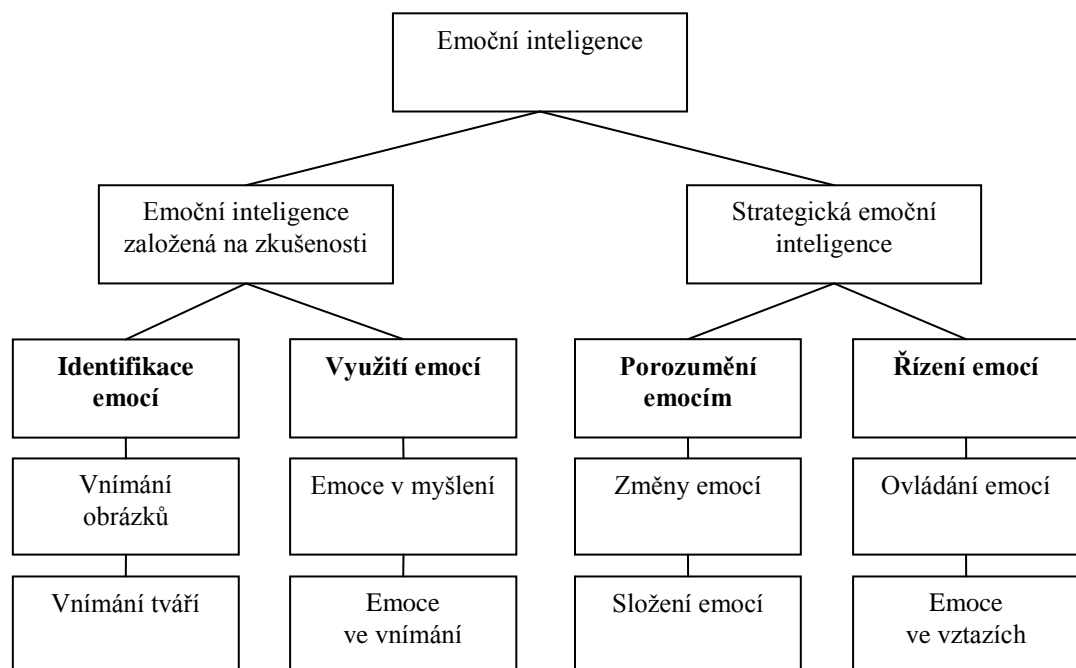 Emoční inteligence
Emoční inteligence
založená na zkušenosti
Strategická emoční
inteligence
Identifikace
emocí
Využití emocí
Porozumění
emocím
Řízení emocí
Vnímání
obrázků
Emoce v myšlení
Změny emocí
Ovládání emocí
Vnímání tváří
Emoce
ve vnímání
Složení emocí
Emoce
ve vztazích